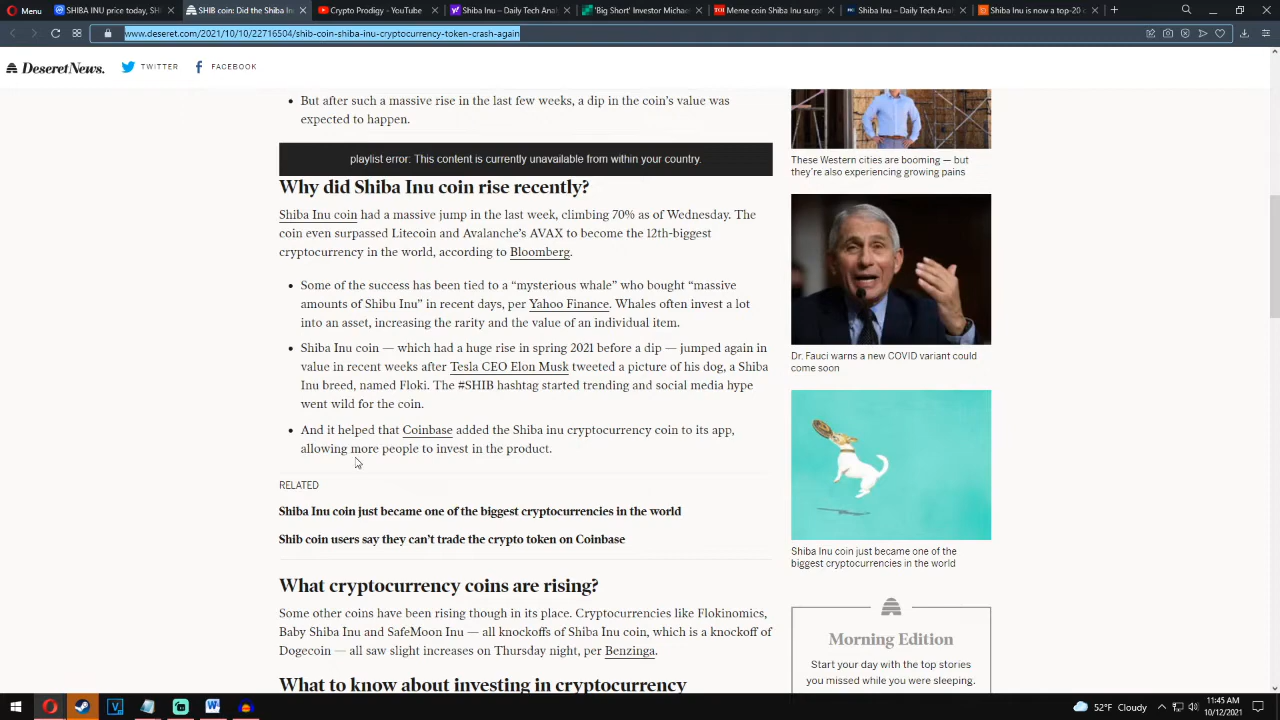 SHIBA INU price today, SH
SHIB coin: Did the Shiba In
Crypto Prodigy - YouTube
Shiba Inu – Daily Tech Anal
'Big Short' Investor Michae
Meme coin Shiba Inu surge
Shiba Inu – Daily Tech Anal
Shiba Inu is now a top-20 c
www.deseret.com/2021/10/10/22716504/shib-coin-shiba-inu-cryptocurrency-token-crash-again
Deseret News.
TWITTER
FACEBOOK
But after such a massive rise in the last few weeks, a dip in the coin's value was
expected to happen.
playlist error: This content is currently unavailable from within your country.
Why did Shiba Inu coin rise recently?
Shiba Inu coin had a massive jump in the last week, climbing 70% as of Wednesday. The
coin even surpassed Litecoin and Avalanche's AVAX to become the 12th-biggest
cryptocurrency in the world, according to Bloomberg.
Some of the success has been tied to a “mysterious whale” who bought “massive
amounts of Shibu Inu” in recent days, per Yahoo Finance. Whales often invest a lot
into an asset, increasing the rarity and the value of an individual item.
Shiba Inu coin — which had a huge rise in spring 2021 before a dip — jumped again in
value in recent weeks after Tesla CEO Elon Musk tweeted a picture of his dog, a Shiba
Inu breed, named Floki. The #SHIB hashtag started trending and social media hype
went wild for the coin.
And it helped that Coinbase added the Shiba inu cryptocurrency coin to its app,
allowing more people to invest in the product.
RELATED
Shiba Inu coin just became one of the biggest cryptocurrencies in the world
Shib coin users say they can't trade the crypto token on Coinbase
What cryptocurrency coins are rising?
Some other coins have been rising though in its place. Cryptocurrencies like Flokinomics,
Baby Shiba Inu and SafeMoon Inu — all knockoffs of Shiba Inu coin, which is a knockoff of
Dogecoin — all saw slight increases on Thursday night, per Benzinga.
What to know about investing in cryptocurrency
These Western cities are booming — but
they're also experiencing growing pains
Dr. Fauci warns a new COVID variant could
come soon
Shiba Inu coin just became one of the
biggest cryptocurrencies in the world
Morning Edition
Start your day with the top stories
you missed while you were sleeping.
52°F Cloudy
11:45 AM
10/12/2021